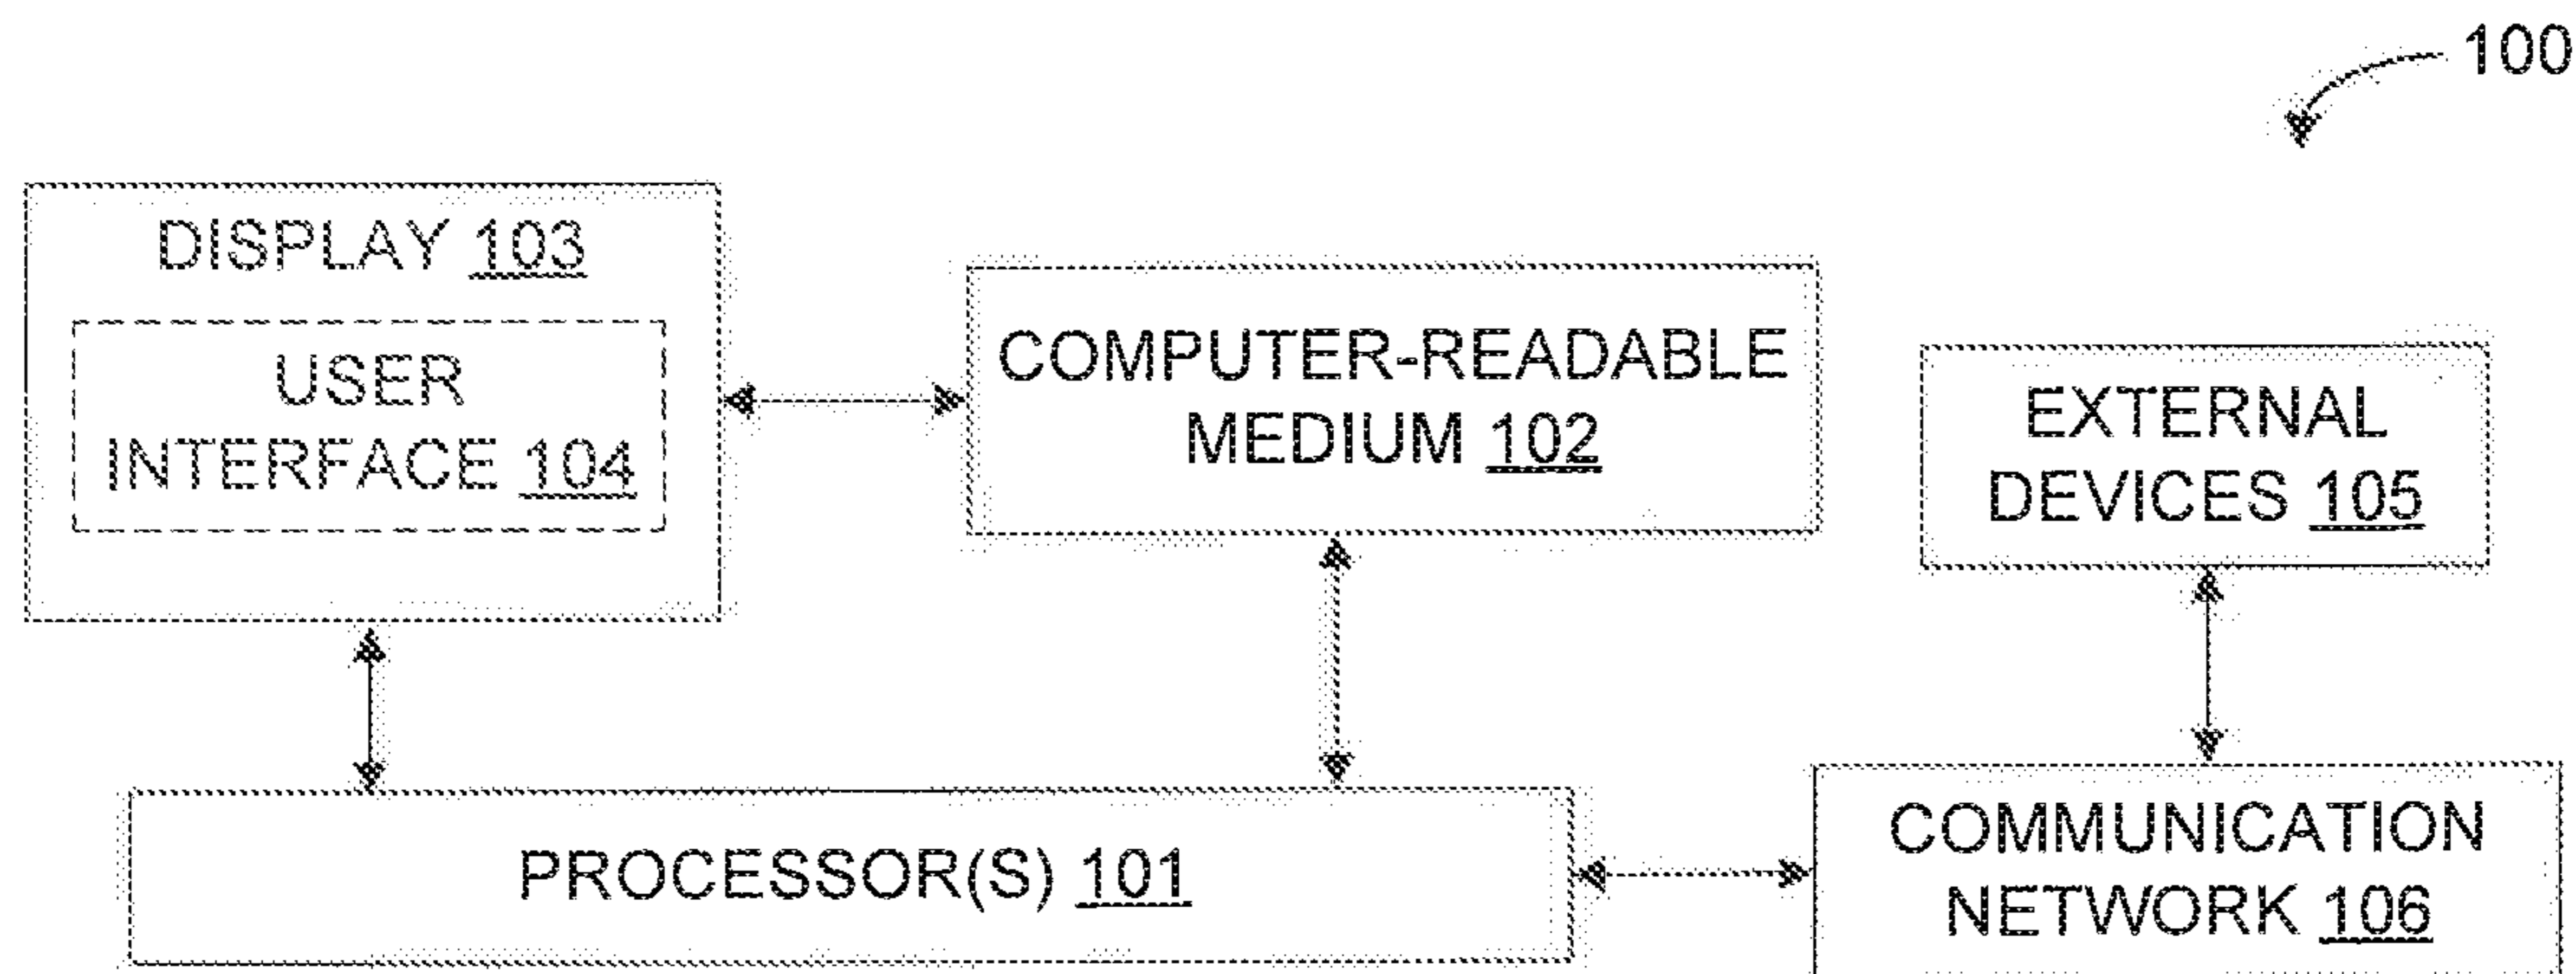 100
DISPLAY 103
USER
INTERFACE 104
COMPUTER-READABLE
MEDIUM 102
EXTERNAL
DEVICES 105
PROCESSOR(S) 101
COMMUNICATION
NETWORK 106